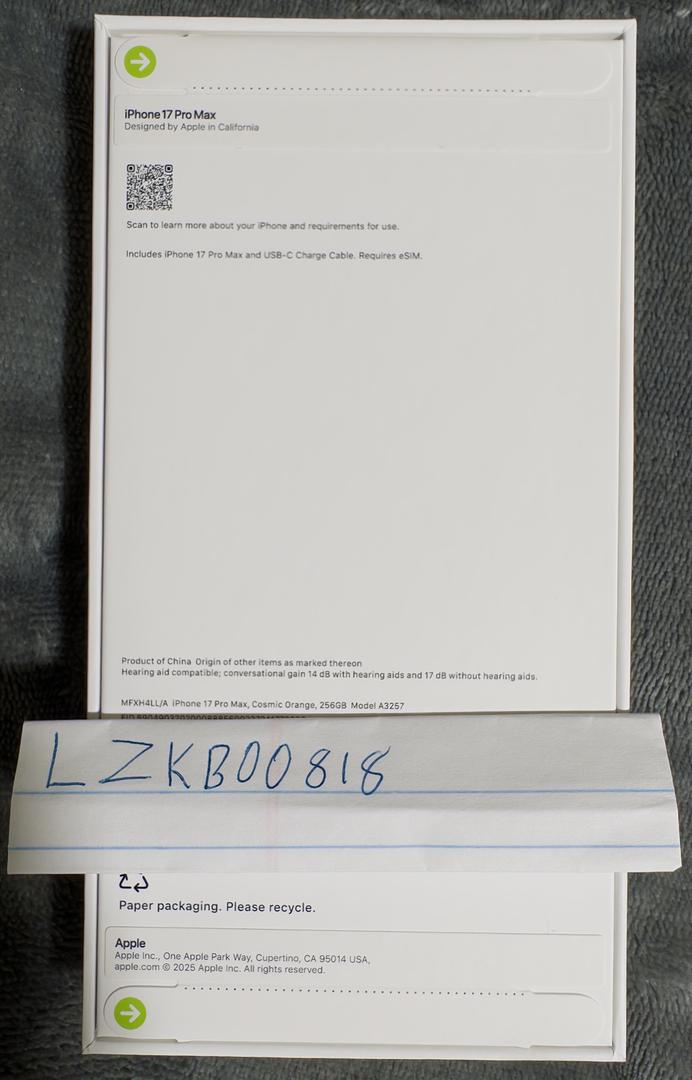 iPhone 17 Pro Max
Designed by Apple in California
Scan to learn more about your iPhone and requirements for use.
Includes iPhone 17 Pro Max and USB-C Charge Cable. Requires eSIM.
Product of China Origin of other items as marked thereon
Hearing aid compatible; conversational gain 14 dB with hearing aids and 17 dB without hearing aids.
MFXH4LL/A iPhone 17 Pro Max, Cosmic Orange, 256GB Model A3257
LZKB00818
Paper packaging. Please recycle.
Apple
Apple Inc., One Apple Park Way, Cupertino, CA 95014 USA,
apple.com © 2025 Apple Inc. All rights reserved.